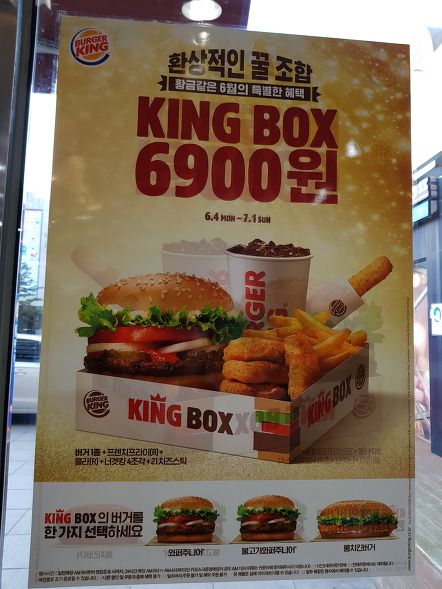 BURGER KING
환상적인 꿀 조합
황금같은 6월의 특별한 혜택
KING BOX
6900원
6.4 MON ~ 7.1 SUN
BURGER KING
KING BOX
KING BOX
버거 1종 + 프렌치프라이(R) +
콜라(R) + 너겟킹 4조각 + 21치즈스틱
KING BOX의 버거를
한 가지 선택하세요
와퍼주니어
불고기와퍼주니어
롱치킨버거